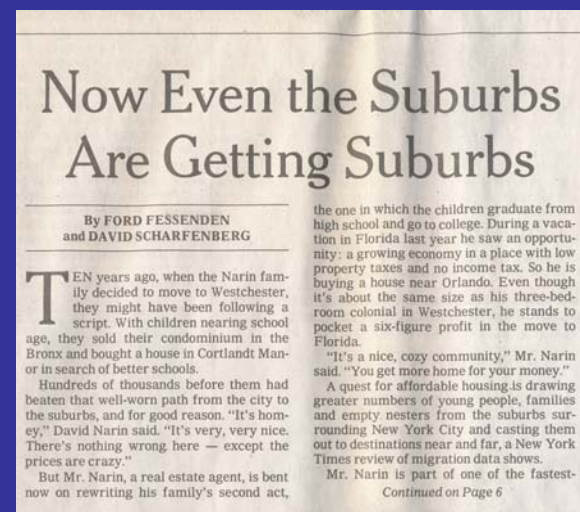 Now Even the Suburbs
Are Getting Suburbs
By FORD FESSENDEN
and DAVID SCHARFENBERG
TEN years ago, when the Narin fam-
ily decided to move to Westchester,
they might have been following a
script. With children nearing school
age, they sold their condominium in the
Bronx and bought a house in Cortlandt Man-
or in search of better schools.
Hundreds of thousands before them had
beaten that well-worn path from the city to
the suburbs, and for good reason. “It’s hom-
ey,” David Narin said. “It’s very, very nice.
There’s nothing wrong here — except the
prices are crazy.”
But Mr. Narin, a real estate agent, is bent
now on rewriting his family’s second act,
the one in which the children graduate from
high school and go to college. During a vaca-
tion in Florida last year he saw an opportu-
nity: a growing economy in a place with low
property taxes and no income tax. So he is
buying a house near Orlando. Even though
it’s about the same size as his three-bed-
room colonial in Westchester, he stands to
pocket a six-figure profit in the move to
Florida.
“It’s a nice, cozy community,” Mr. Narin
said. “You get more home for your money.”
A quest for affordable housing is drawing
greater numbers of young people, families
and empty nesters from the suburbs sur-
rounding New York City and casting them
out to destinations near and far, a New York
Times review of migration data shows.
Mr. Narin is part of one of the fastest-
Continued on Page 6